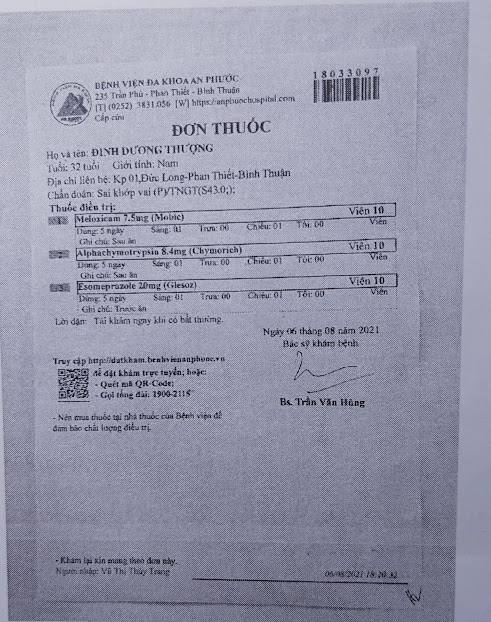 BỆNH VIỆN ĐA KHOA AN PHƯỚC
235 Trần Phú - Phan Thiết - Bình Thuận
[T] (0252) 3831.056 [W] https://anphuochospital.com
Cấp cứu
18033097
ĐƠN THUỐC
Họ và tên: ĐINH DƯƠNG THƯỢNG
Tuổi: 32 tuổi Giới tính: Nam
Địa chỉ liên hệ: Kp 01,Đức Long-Phan Thiết-Bình Thuận
Chẩn đoán: Sai khớp vai (P)/TNGT(S43.0;);
Thuốc điều trị:
1 Meloxicam 7.5mg (Mobic) Viên 10
Dùng: 5 ngày Sáng: 01 Trưa: 00 Chiều: 01 Tối: 00 Viên
Ghi chú: Sau ăn
2 Alphachymotrypsin 8.4mg (Chymorich) Viên 10
Dùng: 5 ngày Sáng: 01 Trưa: 00 Chiều: 01 Tối: 00 Viên
Ghi chú: Sau ăn
3 Esomeprazole 20mg (Glesoz) Viên 10
Dùng: 5 ngày Sáng: 01 Trưa: 00 Chiều: 01 Tối: 00 Viên
Ghi chú: Trước ăn
Lời dặn: Tái khám ngay khi có bất thường.
Ngày 06 tháng 08 năm 2021
Bác sỹ khám bệnh
Truy cập http://datkham.benhvienanphuoc.vn
để đặt khám trực tuyến; hoặc:
- Quét mã QR-Code;
- Gọi tổng đài: 1900-2115
Bs. Trần Văn Hùng
- Nên mua thuốc tại nhà thuốc của Bệnh viện để
đảm bảo chất lượng điều trị.
- Khám lại xin mang theo đơn này.
Người nhập: Vũ Thị Thùy Trang
06/08/2021 18:20:32